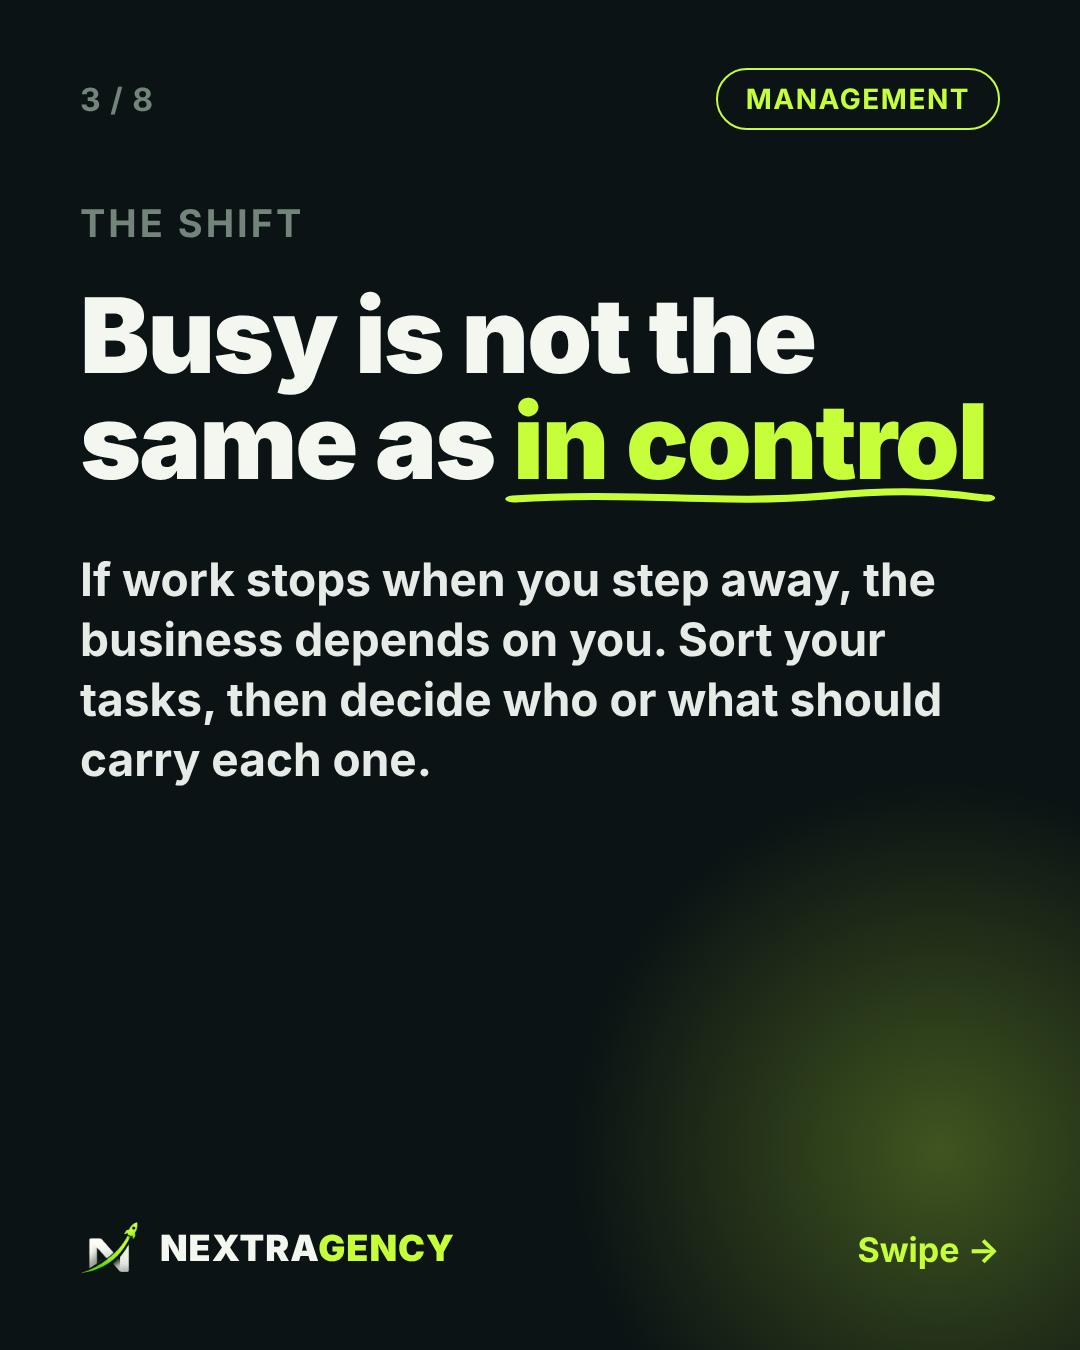 3 / 8
MANAGEMENT
THE SHIFT
Busy is not the
same as in control
If work stops when you step away, the
business depends on you. Sort your
tasks, then decide who or what should
carry each one.
NEXTRAGENCY
Swipe →